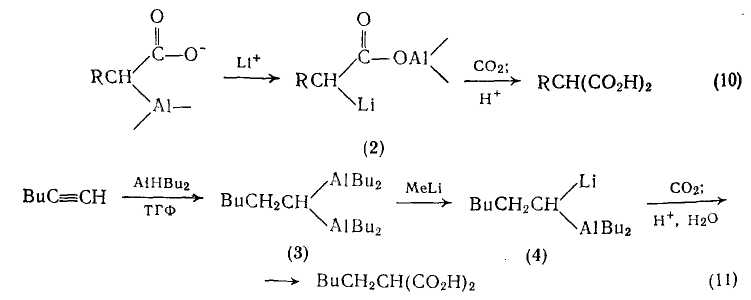 O O
C—O⁻ C—OAl
RCH Li⁺ RCH CO₂; RCH(CO₂H)₂ (10)
Al— Li H⁺
(2)
AlBu₂ Li
BuC≡CH AlHBu₂ BuCH₂CH MeLi BuCH₂CH CO₂;
ТГФ AlBu₂ AlBu₂ H⁺, H₂O
(3) (4)
→ BuCH₂CH(CO₂H)₂ (11)